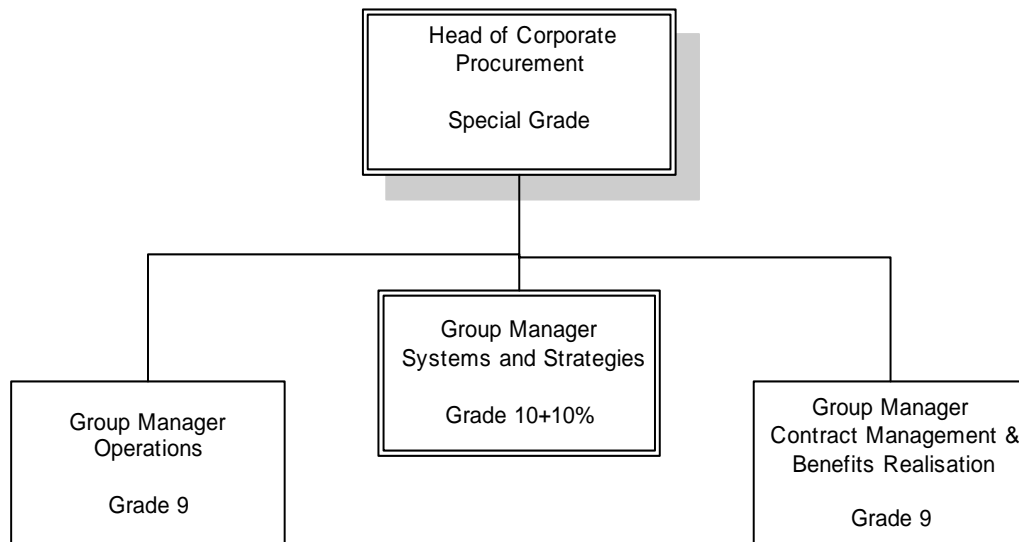 Head of Corporate
Procurement
Special Grade
Group Manager
Systems and Strategies
Grade 10+10%
Group Manager
Operations
Grade 9
Group Manager
Contract Management &
Benefits Realisation
Grade 9